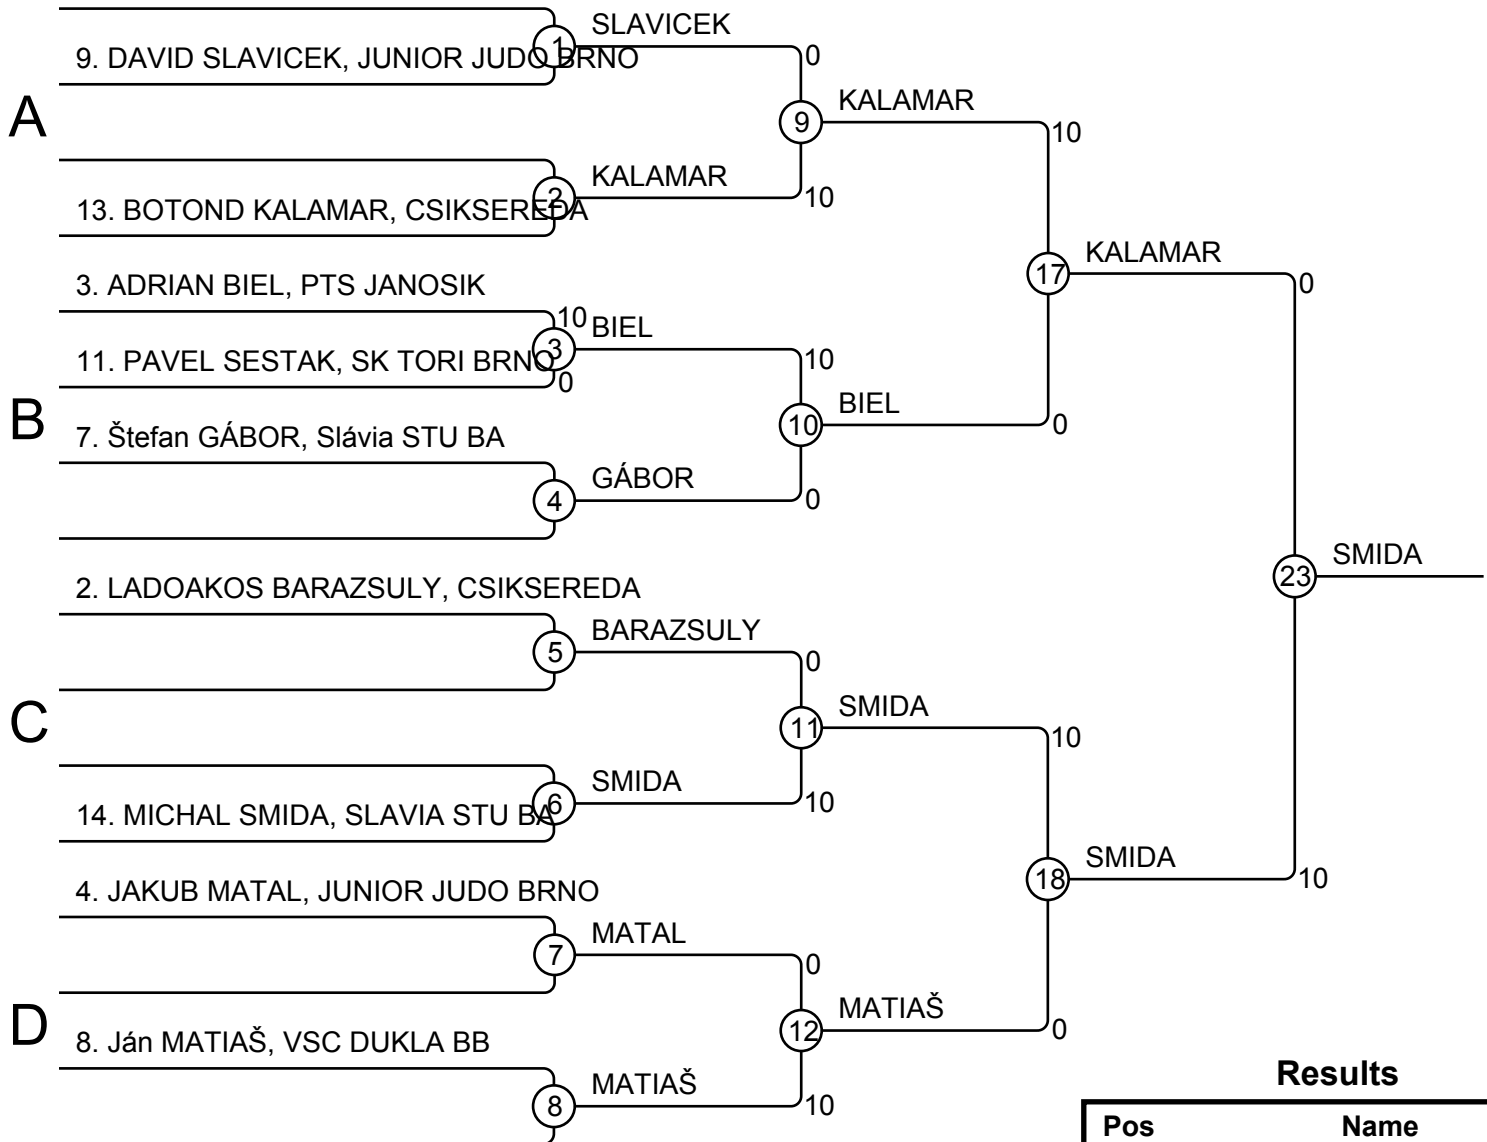 SLAVICEK
1
9. DAVID SLAVICEK, JUNIOR JUDO BRNO
0
A
9
KALAMAR
10
2
KALAMAR
10
13. BOTOND KALAMAR, CSIKSEREDA
17
KALAMAR
0
3. ADRIAN BIEL, PTS JANOSIK
10
3
BIEL
10
11. PAVEL SESTAK, SK TORI BRNO
0
B
10
BIEL
0
7. Štefan GÁBOR, Slávia STU BA
4
GÁBOR
0
23
SMIDA
2. LADOAKOS BARAZSULY, CSIKSEREDA
5
BARAZSULY
0
C
11
SMIDA
10
6
SMIDA
10
14. MICHAL SMIDA, SLAVIA STU BA
18
SMIDA
10
4. JAKUB MATAL, JUNIOR JUDO BRNO
7
MATAL
0
D
12
MATIAŠ
0
8. Ján MATIAŠ, VSC DUKLA BB
8
MATIAŠ
10
Results
Pos Name